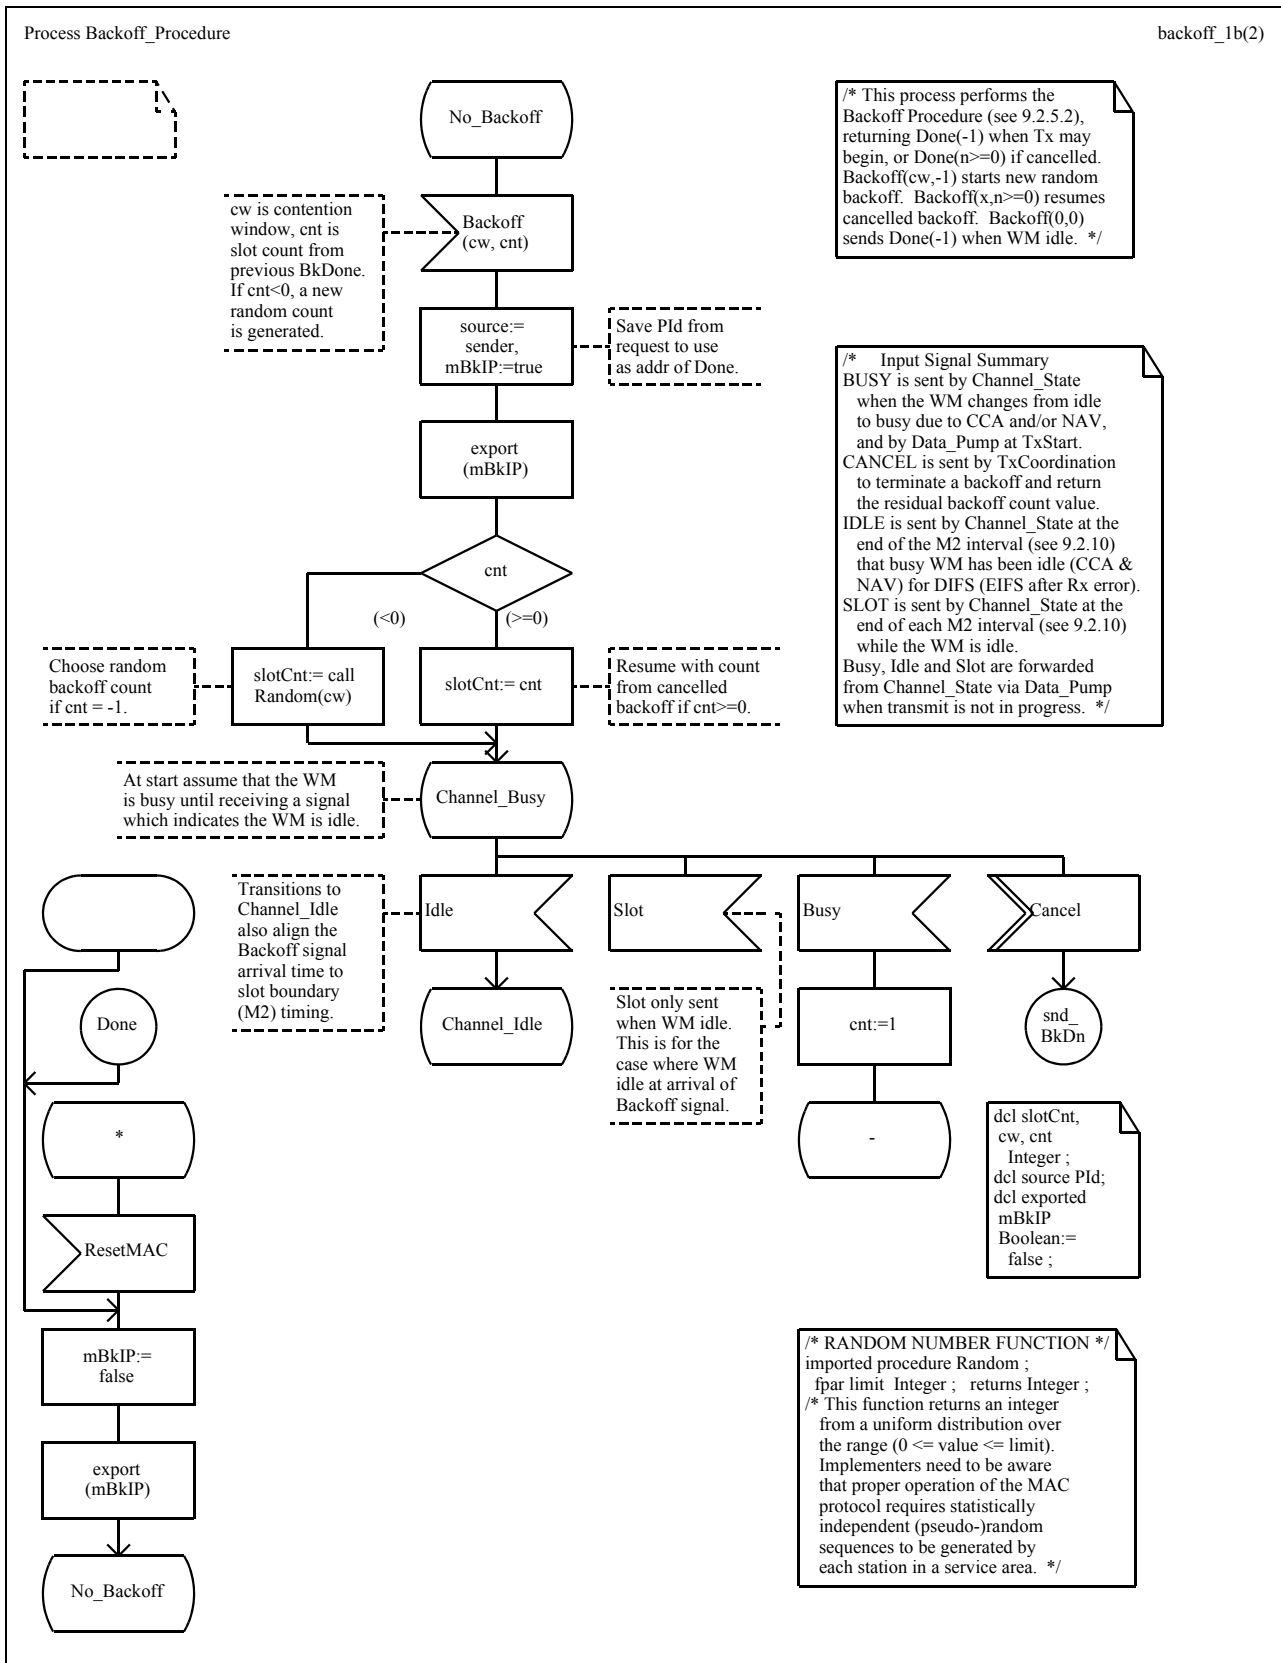 Process Backoff_Procedure
backoff_1b(2)
No_Backoff
/* This process performs the
Backoff Procedure (see 9.2.5.2),
returning Done(-1) when Tx may
begin, or Done(n>=0) if cancelled.
Backoff(cw,-1) starts new random
backoff. Backoff(x,n>=0) resumes
cancelled backoff. Backoff(0,0)
sends Done(-1) when WM idle. */
cw is contention
window, cnt is
slot count from
previous BkDone.
If cnt<0, a new
random count
is generated.
Backoff
(cw, cnt)
source:=
sender,
mBkIP:=true
Save PId from
request to use
as addr of Done.
/* Input Signal Summary
BUSY is sent by Channel_State
when the WM changes from idle
to busy due to CCA and/or NAV,
and by Data_Pump at TxStart.
CANCEL is sent by TxCoordination
to terminate a backoff and return
the residual backoff count value.
IDLE is sent by Channel_State at the
end of the M2 interval (see 9.2.10)
that busy WM has been idle (CCA &
NAV) for DIFS (EIFS after Rx error).
SLOT is sent by Channel_State at the
end of each M2 interval (see 9.2.10)
while the WM is idle.
Busy, Idle and Slot are forwarded
from Channel_State via Data_Pump
when transmit is not in progress. */
export
(mBkIP)
cnt
(<0)
(>=0)
Choose random
backoff count
if cnt = -1.
slotCnt:= call
Random(cw)
slotCnt:= cnt
Resume with count
from cancelled
backoff if cnt>=0.
At start assume that the WM
is busy until receiving a signal
which indicates the WM is idle.
Channel_Busy
Transitions to
Channel_Idle
also align the
Backoff signal
arrival time to
slot boundary
(M2) timing.
Idle
Slot
Busy
Cancel
Done
Channel_Idle
Slot only sent
when WM idle.
This is for the
case where WM
idle at arrival of
Backoff signal.
cnt:=1
snd_
BkDn
*
-
dcl slotCnt,
cw, cnt
Integer ;
dcl source PId;
dcl exported
mBkIP
Boolean:=
false ;
ResetMAC
mBkIP:=
false
export
(mBkIP)
No_Backoff
/* RANDOM NUMBER FUNCTION */
imported procedure Random ;
fpar limit Integer ; returns Integer ;
/* This function returns an integer
from a uniform distribution over
the range (0 <= value <= limit).
Implementers need to be aware
that proper operation of the MAC
protocol requires statistically
independent (pseudo-)random
sequences to be generated by
each station in a service area. */